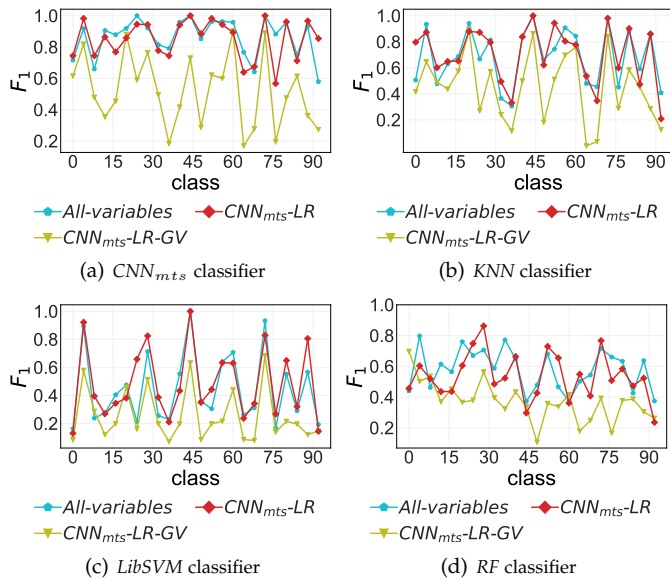 1.0
0.8
0.6
0.4
0.2
F1
0 15 30 45 60 75 90
class
All-variables CNNmts-LR
CNNmts-LR-GV
(a) CNNmts classifier
1.0
0.8
0.6
0.4
0.2
F1
0 15 30 45 60 75 90
class
All-variables CNNmts-LR
CNNmts-LR-GV
(b) KNN classifier
1.0
0.8
0.6
0.4
0.2
F1
0 15 30 45 60 75 90
class
All-variables CNNmts-LR
CNNmts-LR-GV
(c) LibSVM classifier
1.0
0.8
0.6
0.4
0.2
F1
0 15 30 45 60 75 90
class
All-variables CNNmts-LR
CNNmts-LR-GV
(d) RF classifier